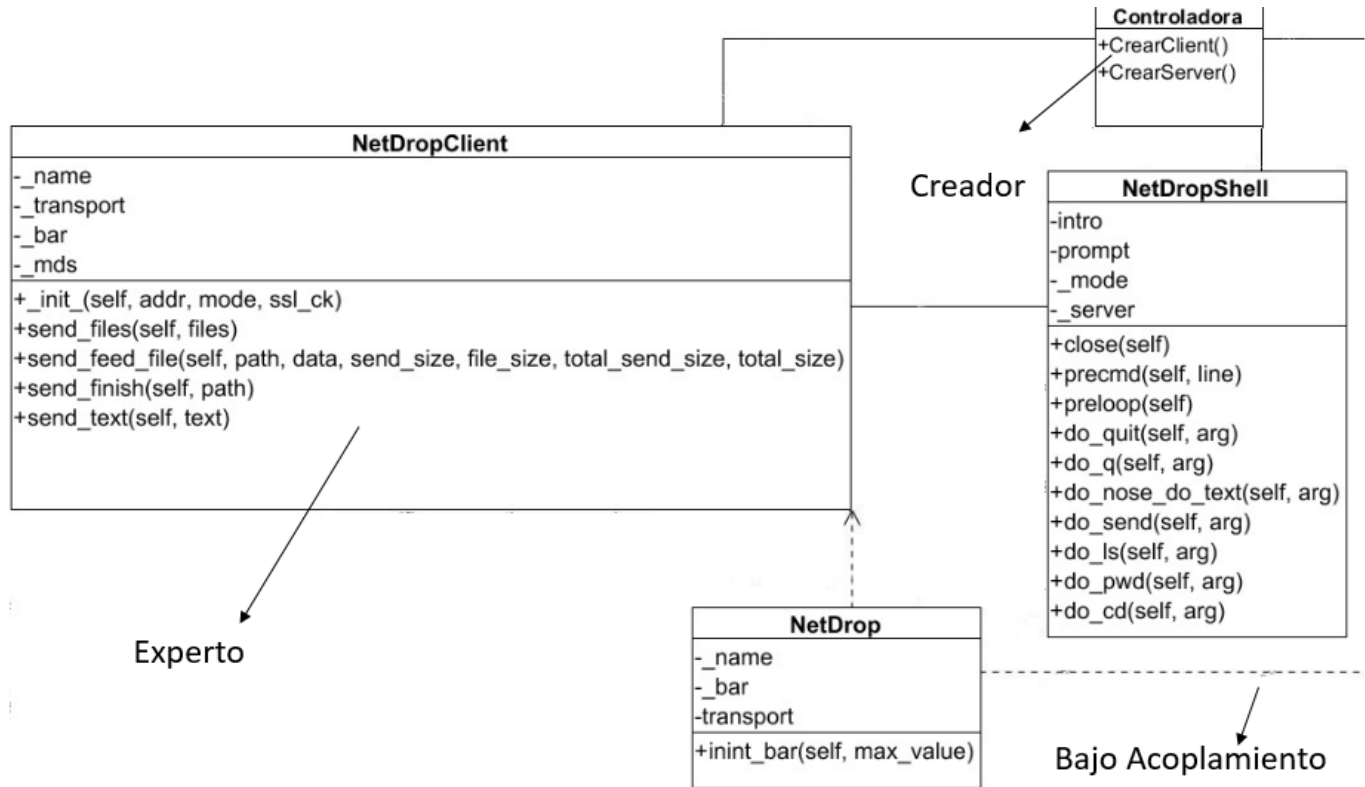 Controladora
+CrearClient()
+CrearServer()
NetDropClient
-_name
-_transport
-_bar
-_mds
+_init_(self, addr, mode, ssl_ck)
+send_files(self, files)
+send_feed_file(self, path, data, send_size, file_size, total_send_size, total_size)
+send_finish(self, path)
+send_text(self, text)
Creador
NetDropShell
-intro
-prompt
-_mode
-_server
+close(self)
+precmd(self, line)
+preloop(self)
+do_quit(self, arg)
+do_q(self, arg)
+do_nose_do_text(self, arg)
+do_send(self, arg)
+do_ls(self, arg)
+do_pwd(self, arg)
+do_cd(self, arg)
Experto
NetDrop
-_name
-_bar
-transport
+inint_bar(self, max_value)
Bajo Acoplamiento